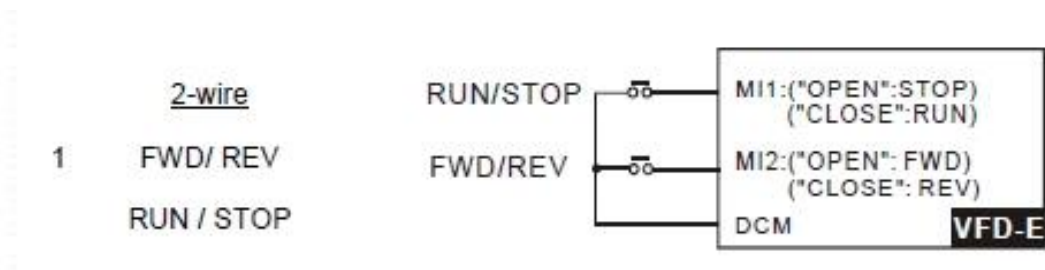 2-wire
1 FWD/ REV
RUN / STOP
RUN/STOP
FWD/REV
MI1:("OPEN":STOP)
("CLOSE":RUN)
MI2:("OPEN": FWD)
("CLOSE": REV)
DCM
VFD-E